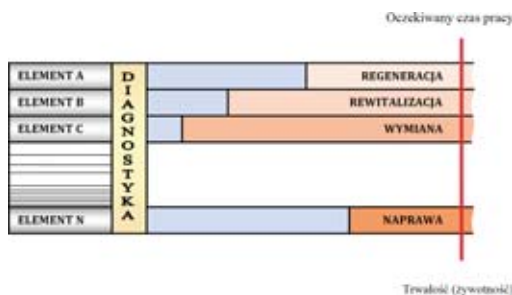 Oczekiwany czas pracy
ELEMENT A
REGENERACJA
ELEMENT B
REWITALIZACJA
ELEMENT C
WYMIANA
DIAGNOSTYKA
ELEMENT N
NAPRAWA
Trwałość (żywotność)